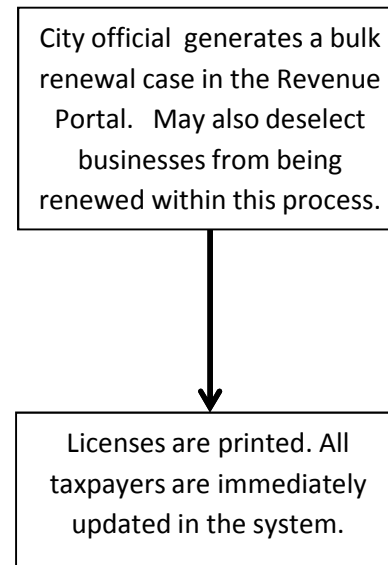 City official  generates a bulk
renewal case in the Revenue
Portal.   May also deselect
businesses from being
renewed within this process.
Licenses are printed. All
taxpayers are immediately
updated in the system.